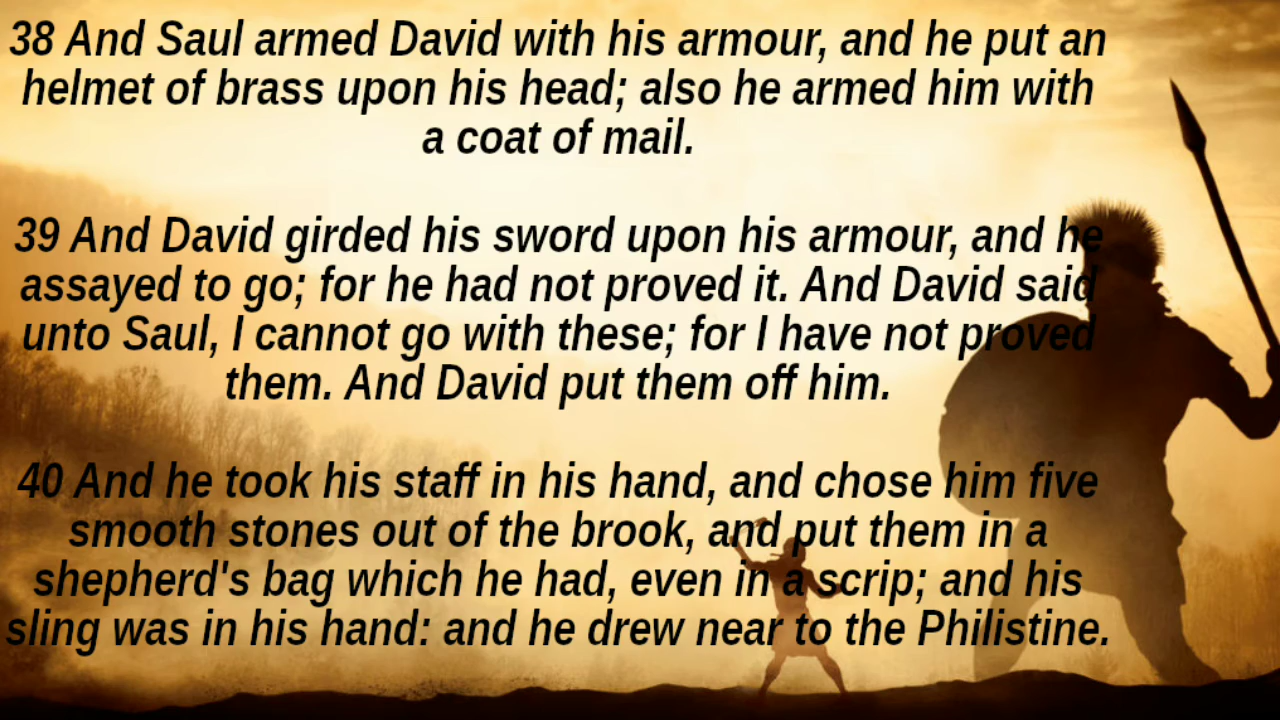 38 And Saul armed David with his armour, and he put an
helmet of brass upon his head; also he armed him with
a coat of mail.
39 And David girded his sword upon his armour, and he
assayed to go; for he had not proved it. And David said
unto Saul, I cannot go with these; for I have not proved
them. And David put them off him.
40 And he took his staff in his hand, and chose him five
smooth stones out of the brook, and put them in a
shepherd's bag which he had, even in a scrip; and his
sling was in his hand: and he drew near to the Philistine.